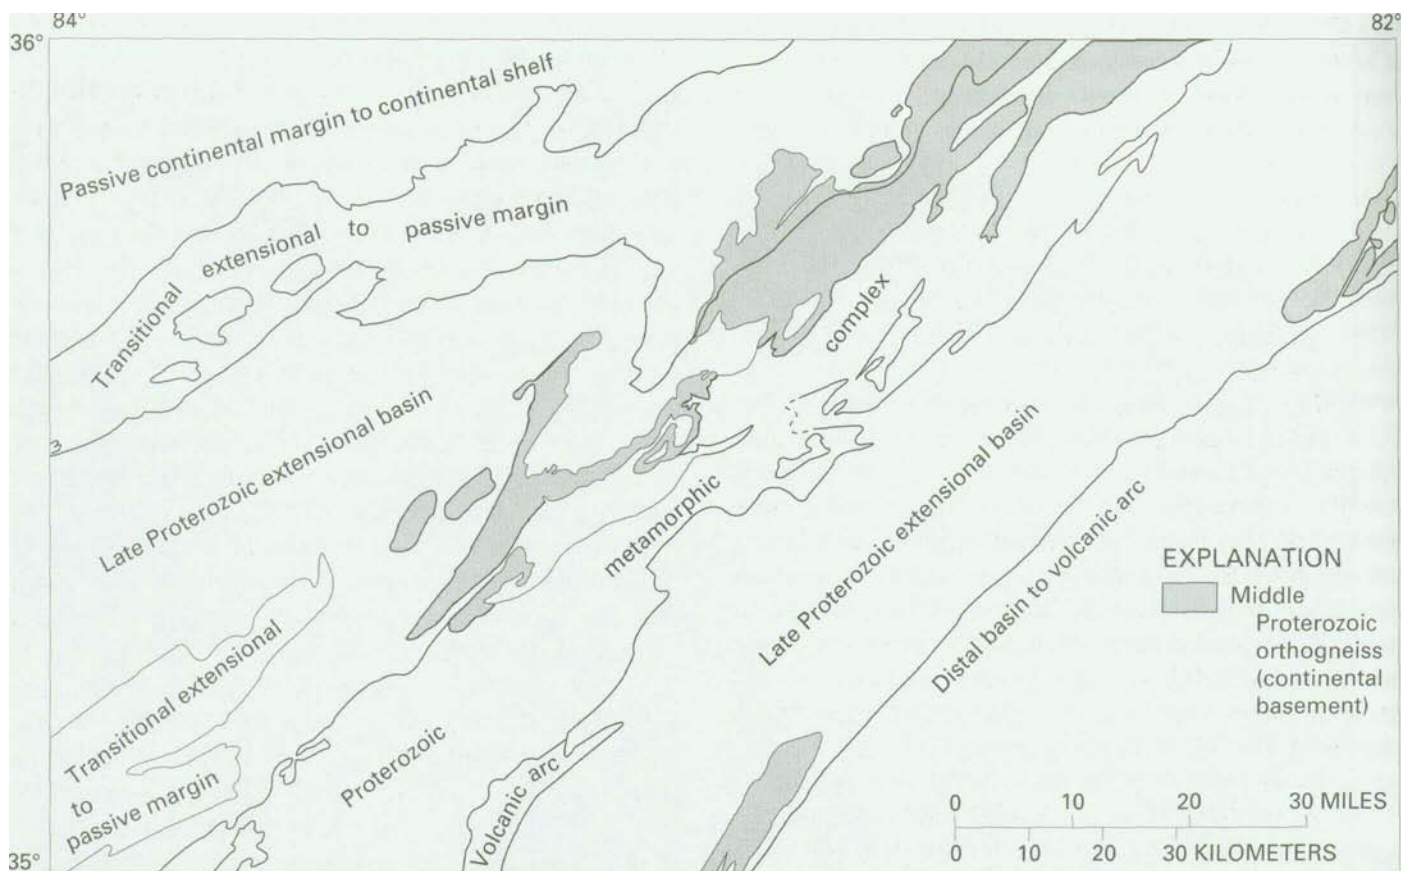 84°
82°
36°
Passive continental margin to continental shelf
Transitional extensional to passive margin
complex
Late Proterozoic extensional basin
metamorphic
Late Proterozoic extensional basin
Distal basin to volcanic arc
EXPLANATION
Middle
Proterozoic
orthogneiss
(continental
basement)
Transitional extensional
to
passive margin
Proterozoic
Volcanic arc
0 10 20 30 MILES
0 10 20 30 KILOMETERS
35°